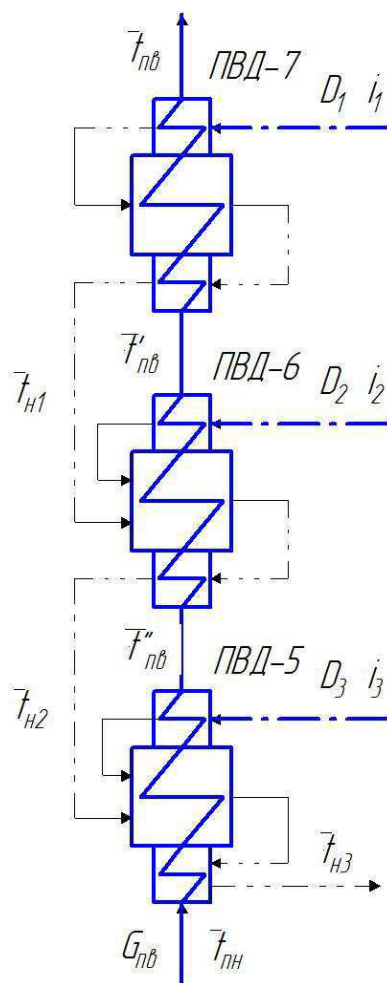 t̅пв
ПВД-7
D₁ i₁
t̅н1
t̅'пв
ПВД-6
D₂ i₂
t̅''пв
ПВД-5
D₃ i₃
t̅н2
t̅н3
Gпв
t̅пн